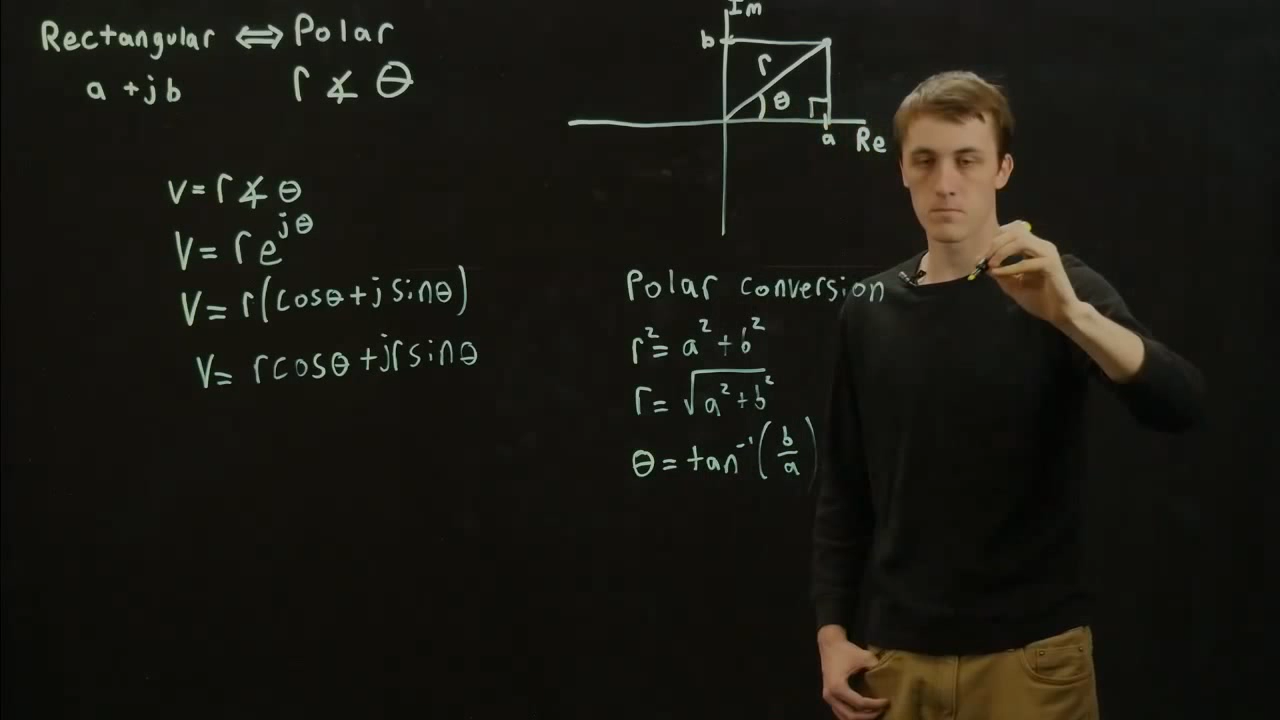 Rectangular ⟺ Polar
a + jb r ∡ θ
V = r ∡ θ
V = re^jθ
V = r(cosθ + j sinθ)
V = rcosθ + jrsinθ
Im
b
r
θ
a
Re
Polar conversion
r² = a² + b²
r = √(a² + b²)
θ = tan⁻¹(b/a)